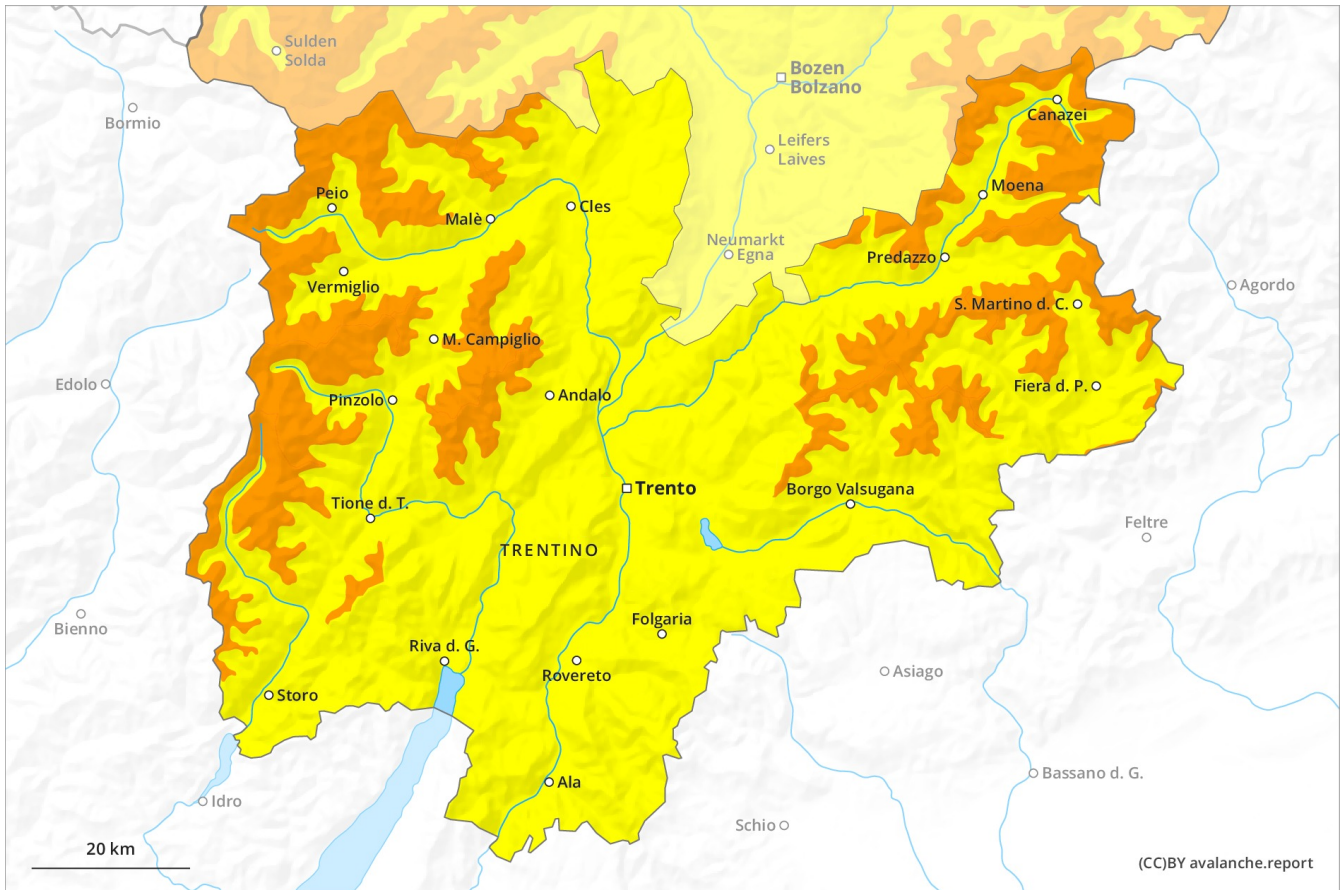 Sulden
Solda
Bozen
Bolzano
Bormio
Canazei
Leifers
Laives
Peio
Moena
Malè
Cles
Neumarkt
Egna
Predazzo
Vermiglio
Agordo
S. Martino d. C.
M. Campiglio
Edolo
Fiera d. P.
Andalo
Pinzolo
Trento
Borgo Valsugana
Tione d. T.
Feltre
TRENTINO
Bienno
Folgaria
Riva d. G.
Rovereto
Asiago
Storo
Ala
Bassano d. G.
Idro
Schio
20 km
(CC)BY avalanche.report